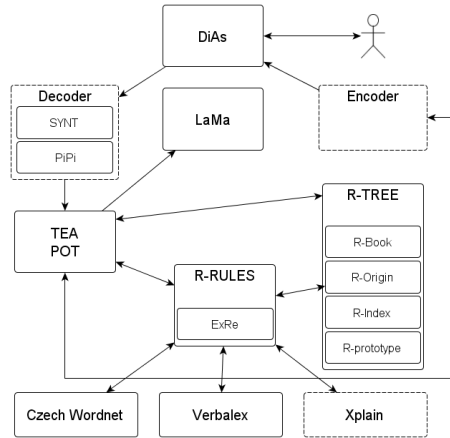 DiAs
Decoder
SYNT
PiPi
LaMa
Encoder
TEA
POT
R-TREE
R-Book
R-Origin
R-Index
R-prototype
R-RULES
ExRe
Czech Wordnet
Verbalex
Xplain